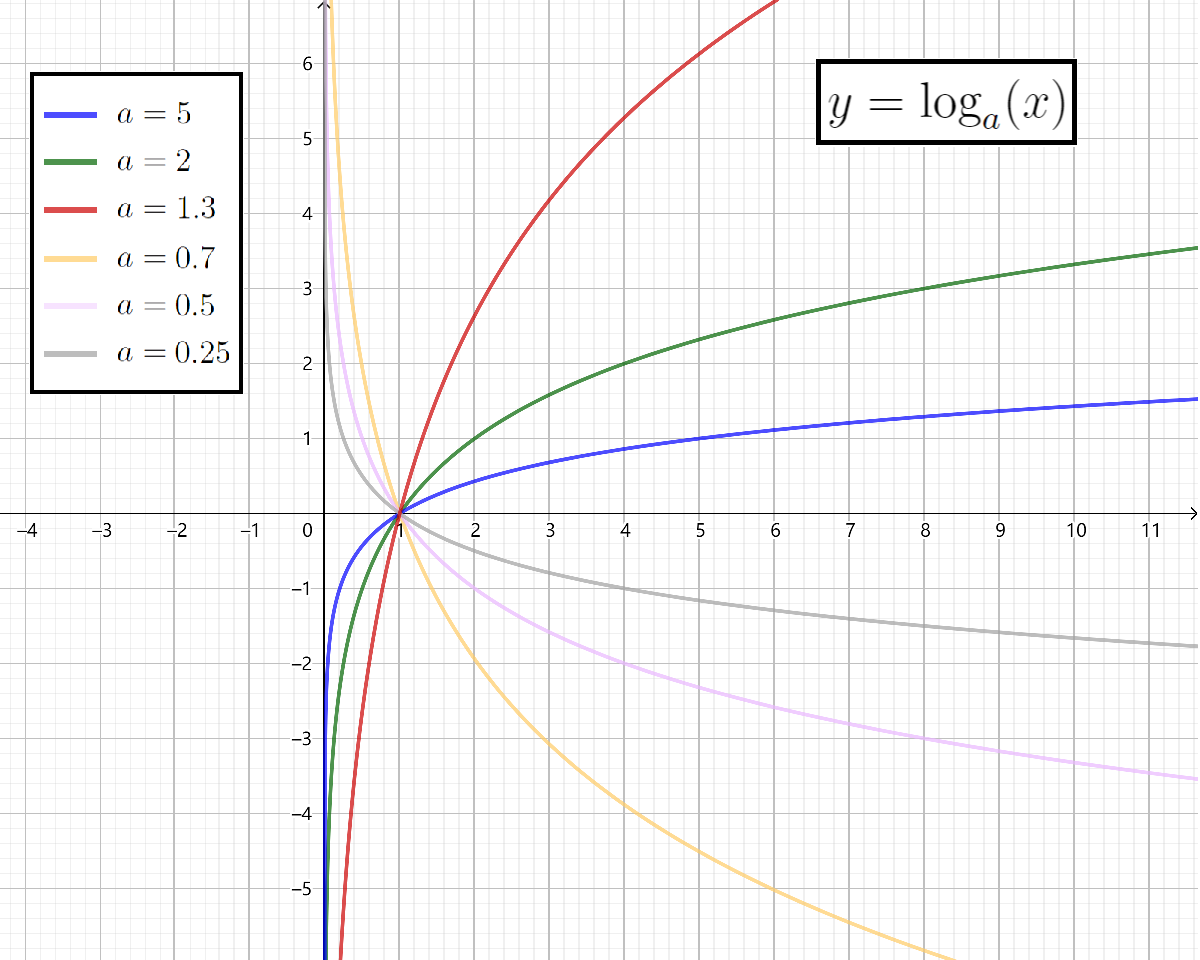 y = logₐ(x)
a = 5
a = 2
a = 1.3
a = 0.7
a = 0.5
a = 0.25
6
5
4
3
2
1
−4 −3 −2 −1 0 1 2 3 4 5 6 7 8 9 10 11
−1
−2
−3
−4
−5